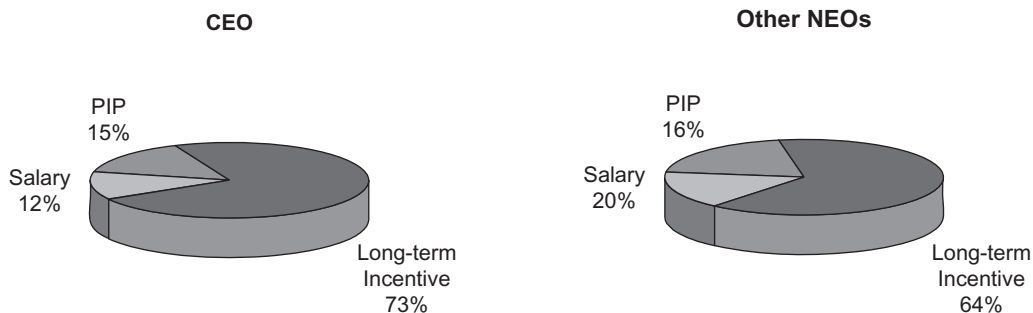 CEO
PIP
15%
Salary
12%
Long-term
Incentive
73%
Other NEOs
PIP
16%
Salary
20%
Long-term
Incentive
64%